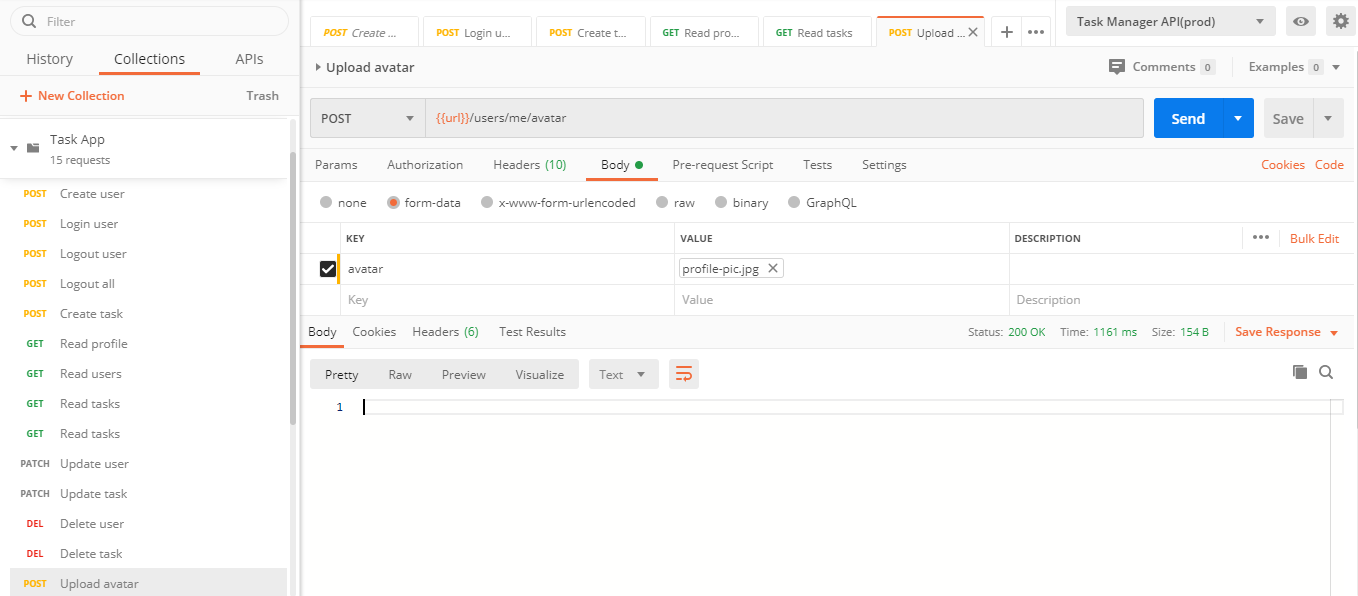 Filter
History Collections APIs
+ New Collection Trash
Task App
15 requests
POST Create user
POST Login user
POST Logout user
POST Logout all
POST Create task
GET Read profile
GET Read users
GET Read tasks
GET Read tasks
PATCH Update user
PATCH Update task
DEL Delete user
DEL Delete task
POST Upload avatar
POST Create ... POST Login u... POST Create t... GET Read pro... GET Read tasks POST Upload ... Task Manager API(prod)
Upload avatar Comments 0 Examples 0
POST {{url}}/users/me/avatar Send Save
Params Authorization Headers (10) Body Pre-request Script Tests Settings Cookies Code
none form-data x-www-form-urlencoded raw binary GraphQL
KEY VALUE DESCRIPTION ••• Bulk Edit
avatar profile-pic.jpg
Key Value Description
Body Cookies Headers (6) Test Results Status: 200 OK Time: 1161 ms Size: 154 B Save Response
Pretty Raw Preview Visualize Text
1